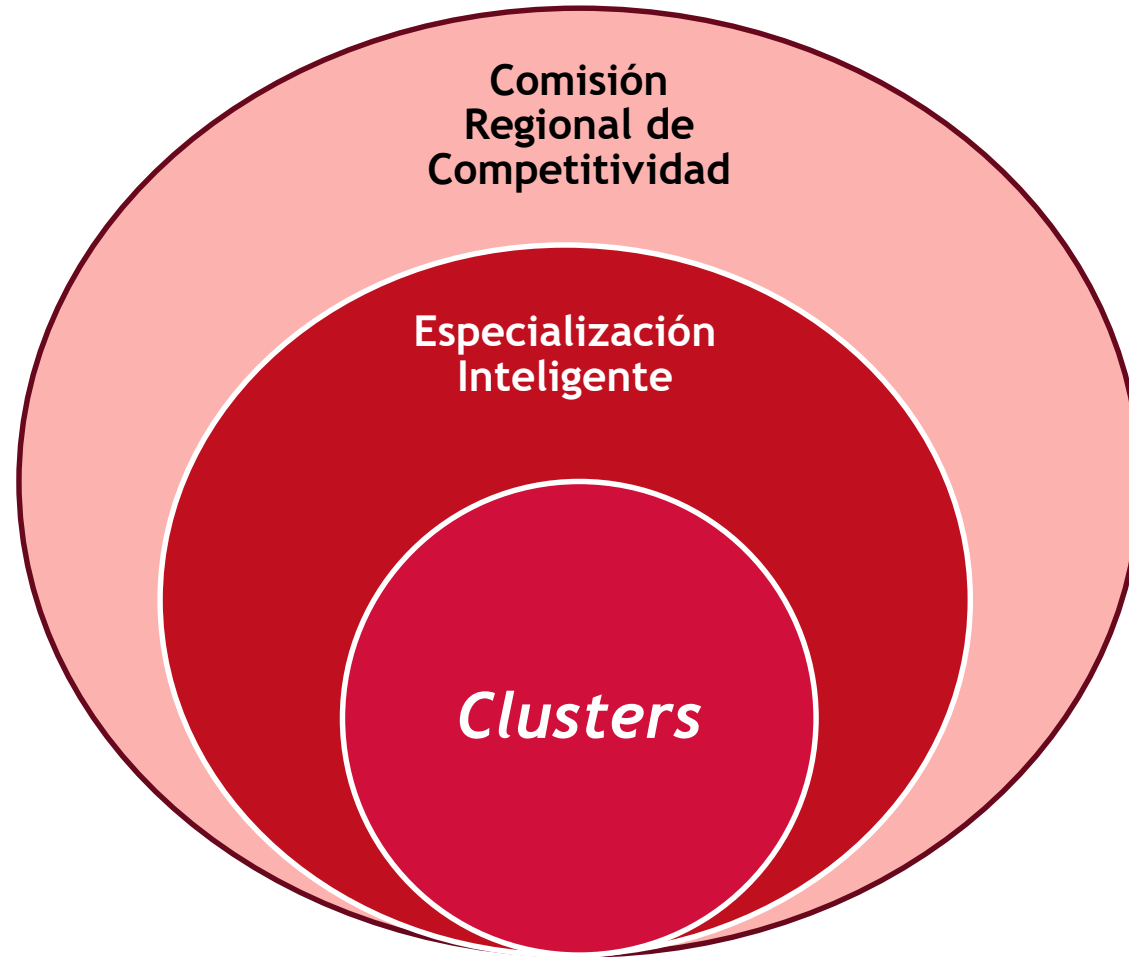 Comisión
Regional de
Competitividad
Especialización
Inteligente
Clusters